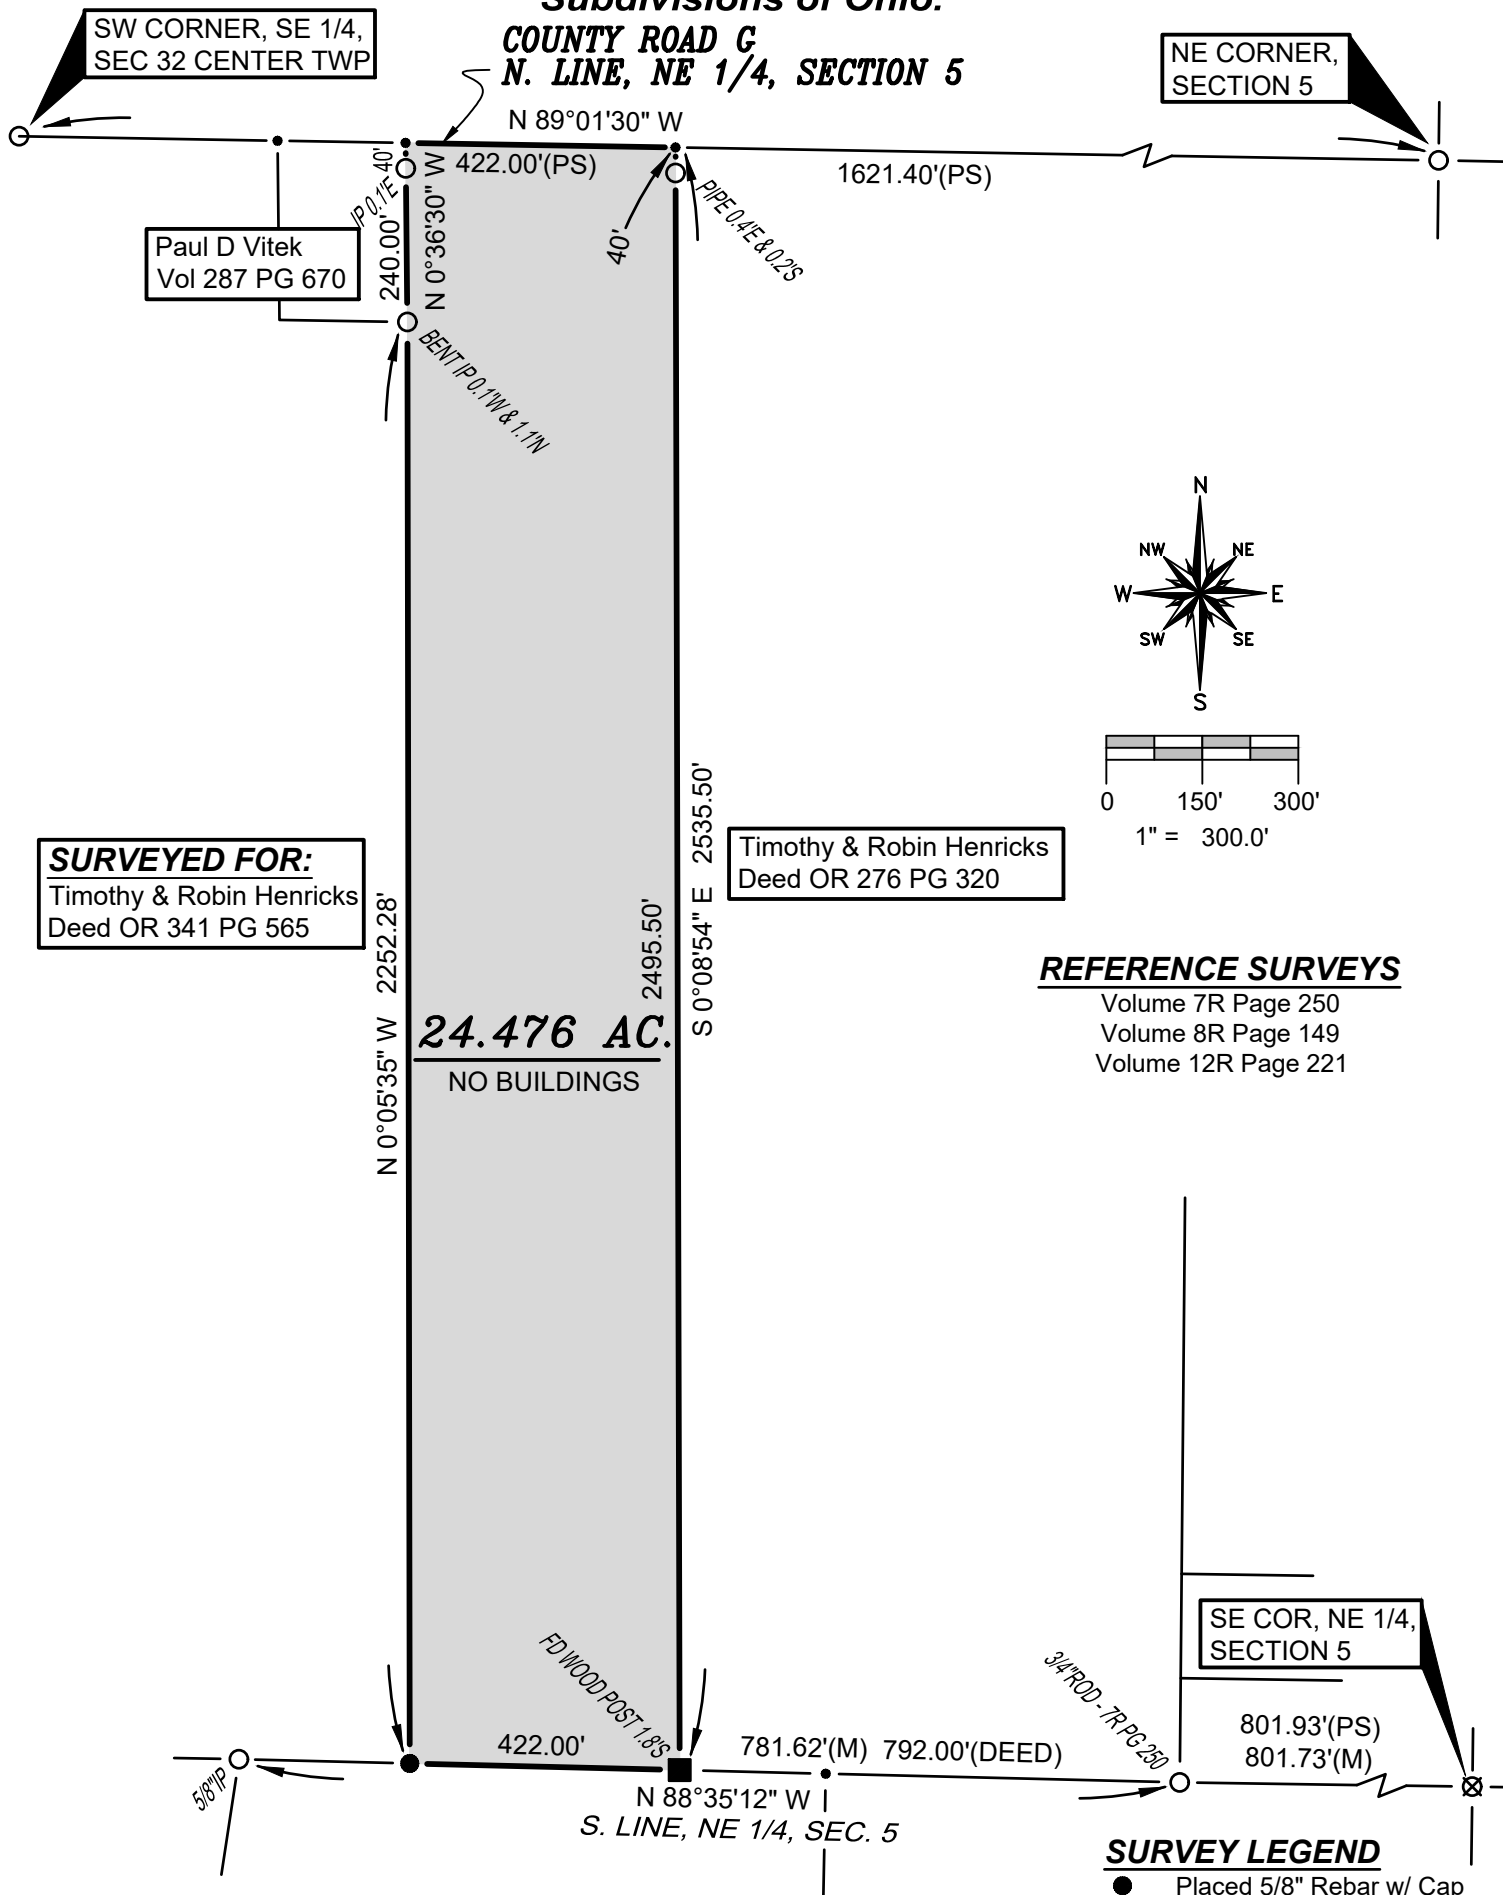 Subdivisions of Ohio.
SW CORNER, SE 1/4,
SEC 32 CENTER TWP
COUNTY ROAD G
N. LINE, NE 1/4, SECTION 5
NE CORNER,
SECTION 5
N 89°01'30" W
422.00'(PS)
1621.40'(PS)
40'
IP 0.1'E
240.00'
N 0°36'30" W
40'
PIPE 0.4'E & 0.2'S
Paul D Vitek
Vol 287 PG 670
BENT IP 0.1'W & 1.1'N
N
NW
NE
W
E
SW
SE
S
0
150'
300'
1" = 300.0'
SURVEYED FOR:
Timothy & Robin Henricks
Deed OR 341 PG 565
N 0°05'35" W 2252.28'
2495.50'
S 0°08'54" E 2535.50'
Timothy & Robin Henricks
Deed OR 276 PG 320
24.476 AC.
NO BUILDINGS
REFERENCE SURVEYS
Volume 7R Page 250
Volume 8R Page 149
Volume 12R Page 221
SE COR, NE 1/4,
SECTION 5
FD WOOD POST 1.8'S
3/4" ROD - 7R PG 250
5/8" IP
422.00'
781.62'(M) 792.00'(DEED)
801.93'(PS)
801.73'(M)
N 88°35'12" W
S. LINE, NE 1/4, SEC. 5
SURVEY LEGEND
Placed 5/8" Rebar w/ Cap